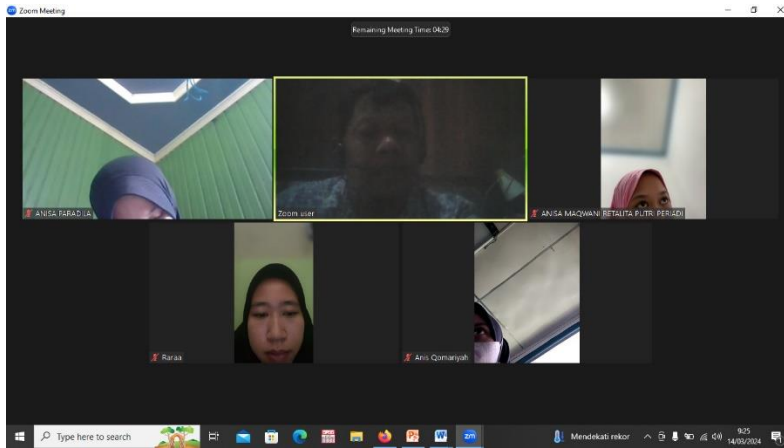 Zoom Meeting
Remaining Meeting Time: 04:29
ANISA PARADILA
Zoom user
ANISA MAQWANI RETALITA PUTRI PERIADI
Raraa
Anis Qomariyah
Type here to search
Mendekati rekor
9:25
14/03/2024